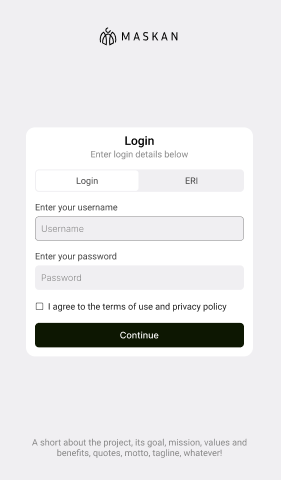 MASKAN
Login
Enter login details below
Login
ERI
Enter your username
Username
Enter your password
Password
I agree to the terms of use and privacy policy
Continue
A short about the project, its goal, mission, values and
benefits, quotes, motto, tagline, whatever!